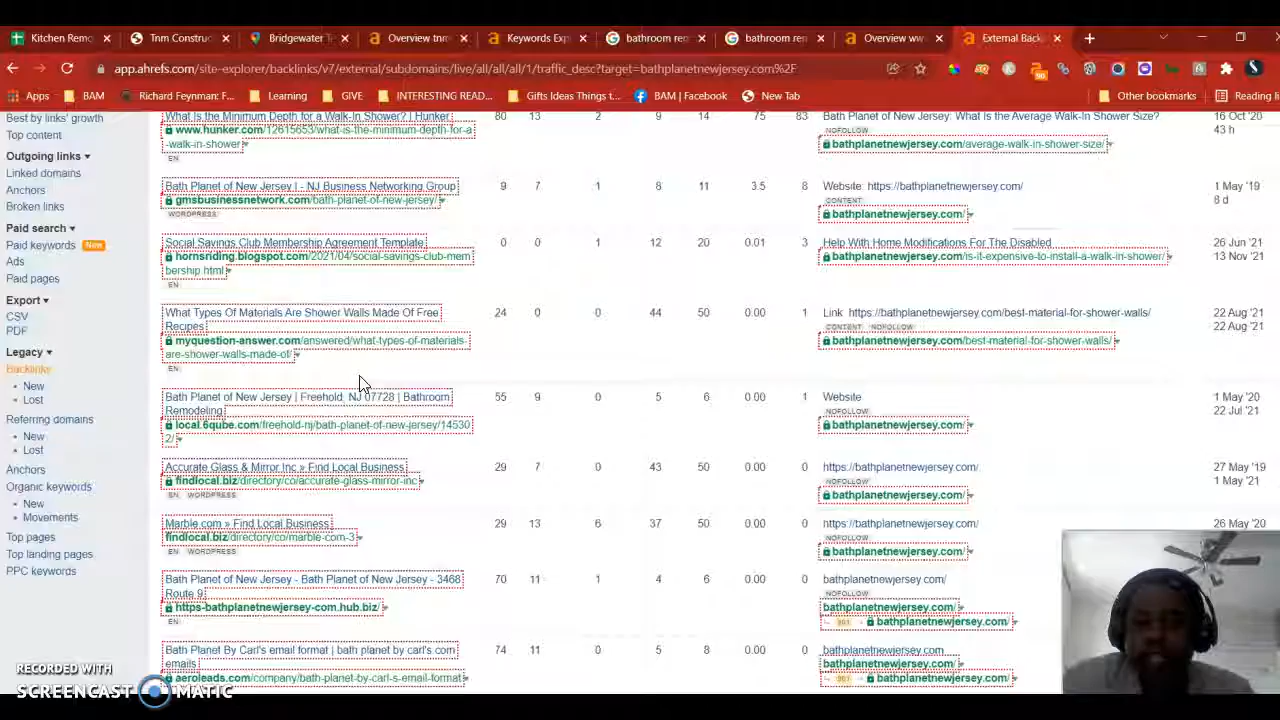 Kitchen Remo
Tnm Construc
Bridgewater T
Overview tnm
Keywords Exp
bathroom rem
bathroom ren
Overview ww
External Back
app.ahrefs.com/site-explorer/backlinks/v7/external/subdomains/live/all/all/all/1/traffic_desc?target=bathplanetnewjersey.com%2F
Apps
BAM
Richard Feynman: F...
Learning
GIVE
INTERESTING READ...
Gifts Ideas Things t...
BAM | Facebook
New Tab
Other bookmarks
Reading li
Best by links' growth
Top content
Outgoing links
Linked domains
Anchors
Broken links
Paid search
Paid keywords New
Ads
Paid pages
Export
CSV
PDF
Legacy
Backlinks
New
Lost
Referring domains
New
Lost
Anchors
Organic keywords
New
Movements
Top pages
Top landing pages
PPC keywords
What Is the Minimum Depth for a Walk-In Shower? | Hunker 80 13 2 9 14 75 83 Bath Planet of New Jersey: What Is the Average Walk-In Shower Size? 16 Oct '20
www.hunker.com/12615653/what-is-the-minimum-depth-for-a NOFOLLOW 43 h
-walk-in-shower/ bathplanetnewjersey.com/average-walk-in-shower-size/
EN
Bath Planet of New Jersey | - NJ Business Networking Group 9 7 1 8 11 3.5 8 Website: https://bathplanetnewjersey.com/ 1 May '19
gmsbusinessnetwork.com/bath-planet-of-new-jersey/ CONTENT 8 d
WORDPRESS bathplanetnewjersey.com/
Social Savings Club Membership Agreement Template 0 0 1 12 20 0.01 3 Help With Home Modifications For The Disabled 26 Jun '21
hornsriding.blogspot.com/2021/04/social-savings-club-mem bathplanetnewjersey.com/is-it-expensive-to-install-a-walk-in-shower/ 13 Nov '21
bership.html
EN
What Types Of Materials Are Shower Walls Made Of Free 24 0 0 44 50 0.00 1 Link https://bathplanetnewjersey.com/best-material-for-shower-walls/ 22 Aug '21
Recipes CONTENT NOFOLLOW 22 Aug '21
myquestion-answer.com/answered/what-types-of-materials- bathplanetnewjersey.com/best-material-for-shower-walls/
are-shower-walls-made-of/
EN
Bath Planet of New Jersey | Freehold, NJ 07728 | Bathroom 55 9 0 5 6 0.00 1 Website 1 May '20
Remodeling NOFOLLOW 22 Jul '21
local.6qube.com/freehold-nj/bath-planet-of-new-jersey/14530 bathplanetnewjersey.com/
2/
Accurate Glass & Mirror Inc » Find Local Business 29 7 0 43 50 0.00 0 https://bathplanetnewjersey.com/ 27 May '19
findlocal.biz/directory/co/accurate-glass-mirror-inc NOFOLLOW 1 May '21
EN WORDPRESS bathplanetnewjersey.com/
Marble.com » Find Local Business 29 13 6 37 50 0.00 0 https://bathplanetnewjersey.com/ 26 May '20
findlocal.biz/directory/co/marble-com-3 NOFOLLOW
EN WORDPRESS bathplanetnewjersey.com/
Bath Planet of New Jersey - Bath Planet of New Jersey - 3468 70 11 1 4 6 0.00 0 bathplanetnewjersey.com/
Route 9 NOFOLLOW
https-bathplanetnewjersey-com.hub.biz/ bathplanetnewjersey.com/
EN 301 bathplanetnewjersey.com/
Bath Planet By Carl's email format | bath planet by carl's com 74 11 0 5 8 0.00 0 bathplanetnewjersey.com
emails bathplanetnewjersey.com/
aeroleads.com/company/bath-planet-by-carl-s-email-format 301 bathplanetnewjersey.com/
RECORDED WITH
SCREENCAST MATIC